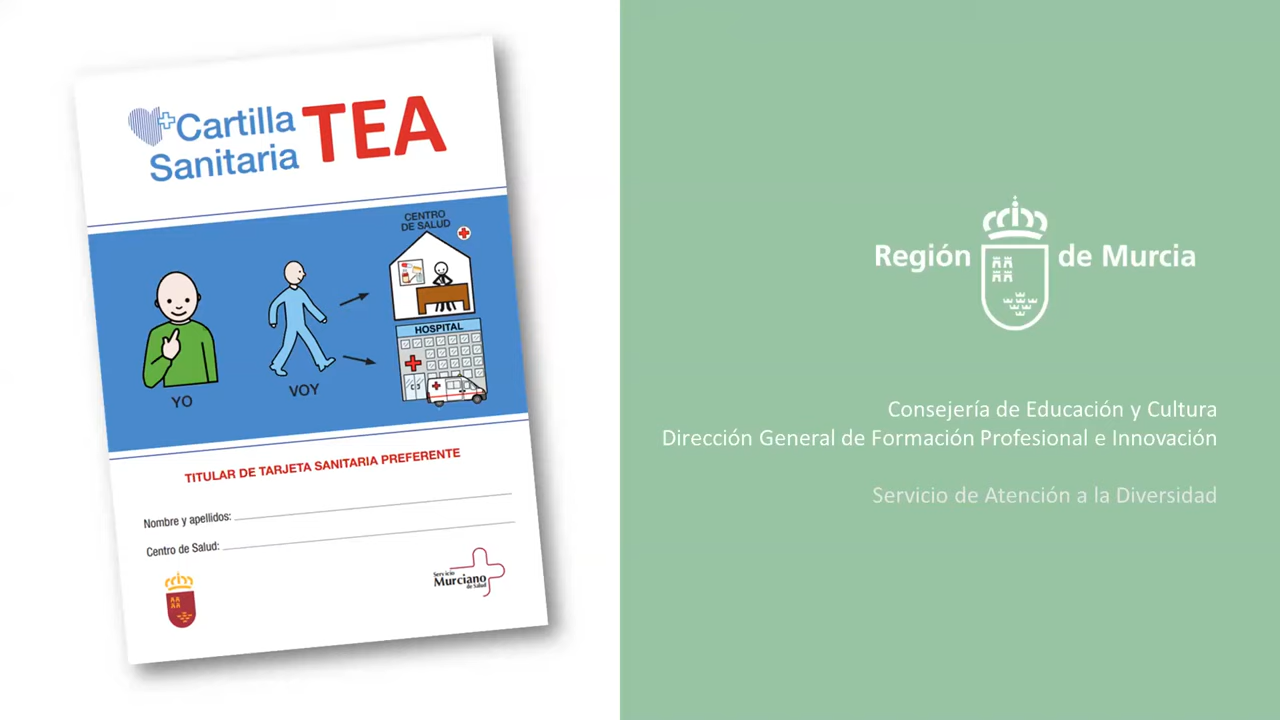 Cartilla
Sanitaria
TEA
CENTRO
DE SALUD
HOSPITAL
YO
VOY
TITULAR DE TARJETA SANITARIA PREFERENTE
Nombre y apellidos:
Centro de Salud:
Servicio
Murciano
de Salud
Región de Murcia
Consejería de Educación y Cultura
Dirección General de Formación Profesional e Innovación
Servicio de Atención a la Diversidad